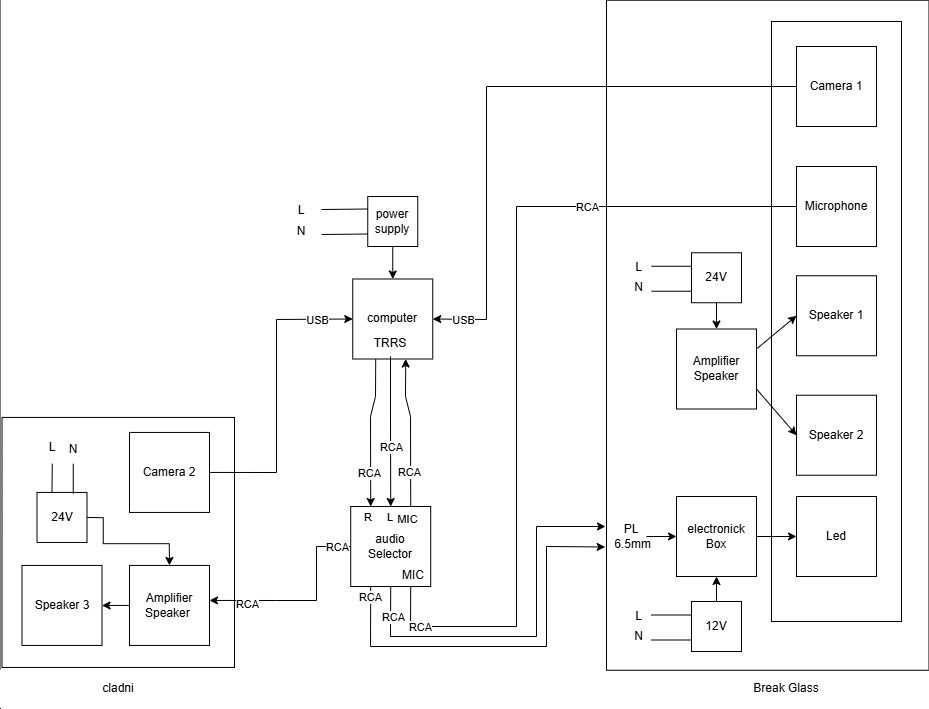 Camera 1
RCA
Microphone
L
N
power
supply
L
N
24V
USB
computer
TRRS
USB
Speaker 1
Amplifier
Speaker
Speaker 2
L
N
Camera 2
RCA
RCA
RCA
24V
R
L
MIC
audio
Selector
MIC
PL
6.5mm
electronick
Box
Led
RCA
Speaker 3
Amplifier
Speaker
RCA
RCA
RCA
RCA
L
N
12V
cladni
Break Glass